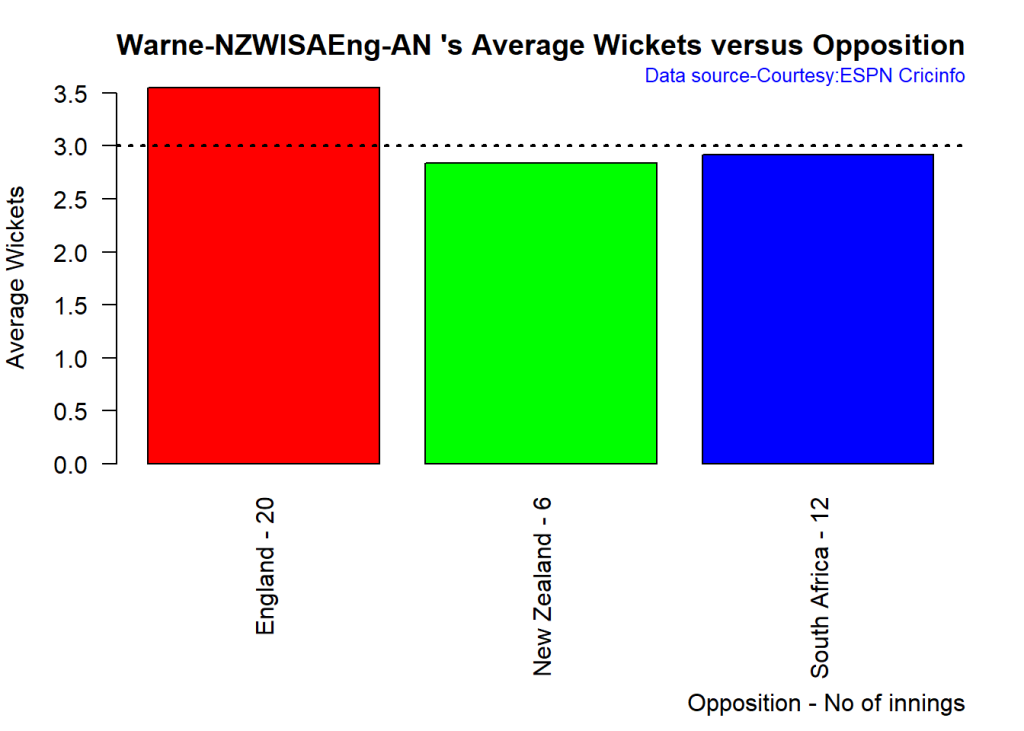 Warne-NZWISAEng-AN 's Average Wickets versus Opposition
Data source-Courtesy:ESPN Cricinfo
Average Wickets
3.5
3.0
2.5
2.0
1.5
1.0
0.5
0.0
England - 20
New Zealand - 6
South Africa - 12
Opposition - No of innings